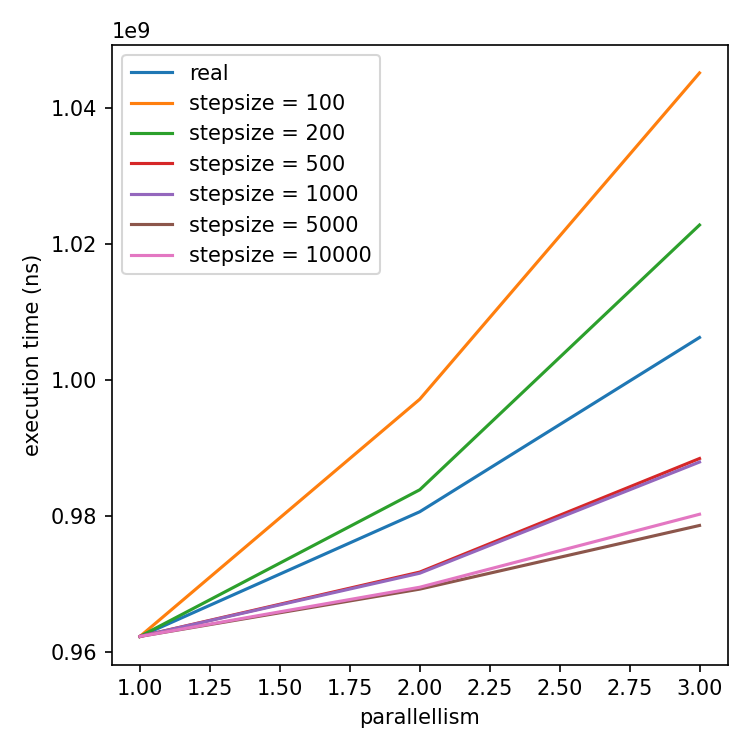 1e9
real
stepsize = 100
stepsize = 200
stepsize = 500
stepsize = 1000
stepsize = 5000
stepsize = 10000
1.04
1.02
1.00
0.98
0.96
execution time (ns)
1.00 1.25 1.50 1.75 2.00 2.25 2.50 2.75 3.00
parallellism